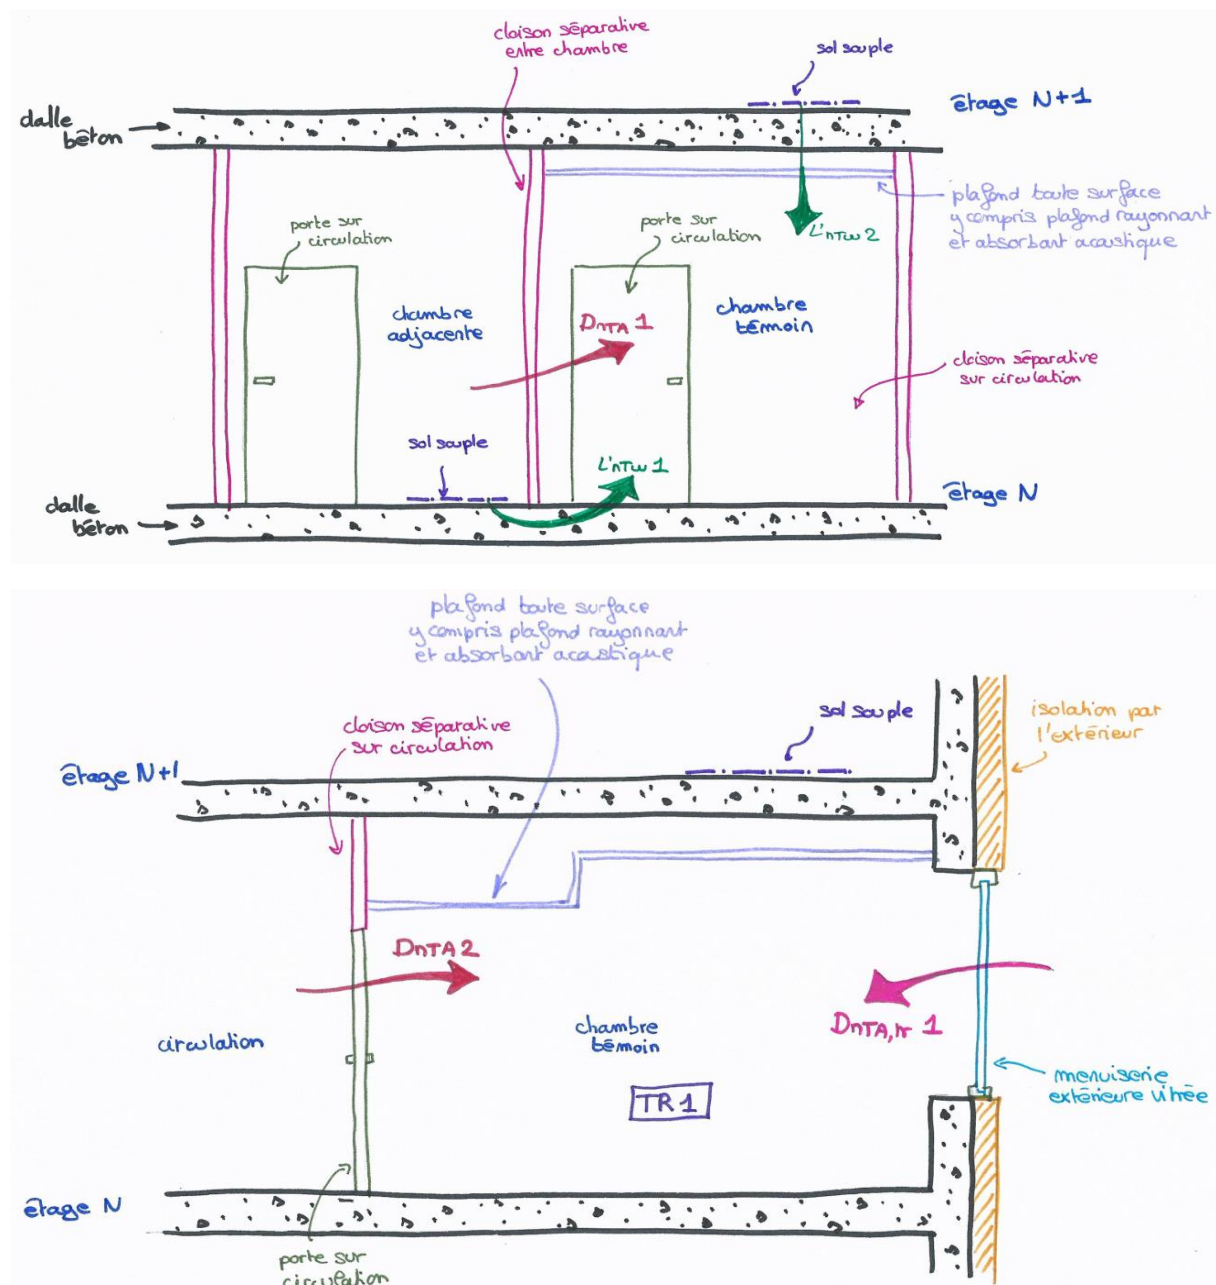 cloison séparative
entre chambre
sol souple
étage N+1
dalle
béton
plafond toute surface
y compris plafond rayonnant
et absorbant acoustique
L'nTw 2
porte sur
circulation
porte sur
circulation
chambre
adjacente
DnTA 1
chambre
témoin
cloison séparative
sur circulation
sol souple
L'nTw 1
étage N
dalle
béton
plafond toute surface
y compris plafond rayonnant
et absorbant acoustique
cloison séparative
sur circulation
sol souple
isolation par
l'extérieur
étage N+1
DnTA 2
circulation
chambre
témoin
DnTA,tr 1
TR 1
menuiserie
extérieure vitrée
étage N
porte sur
circulation